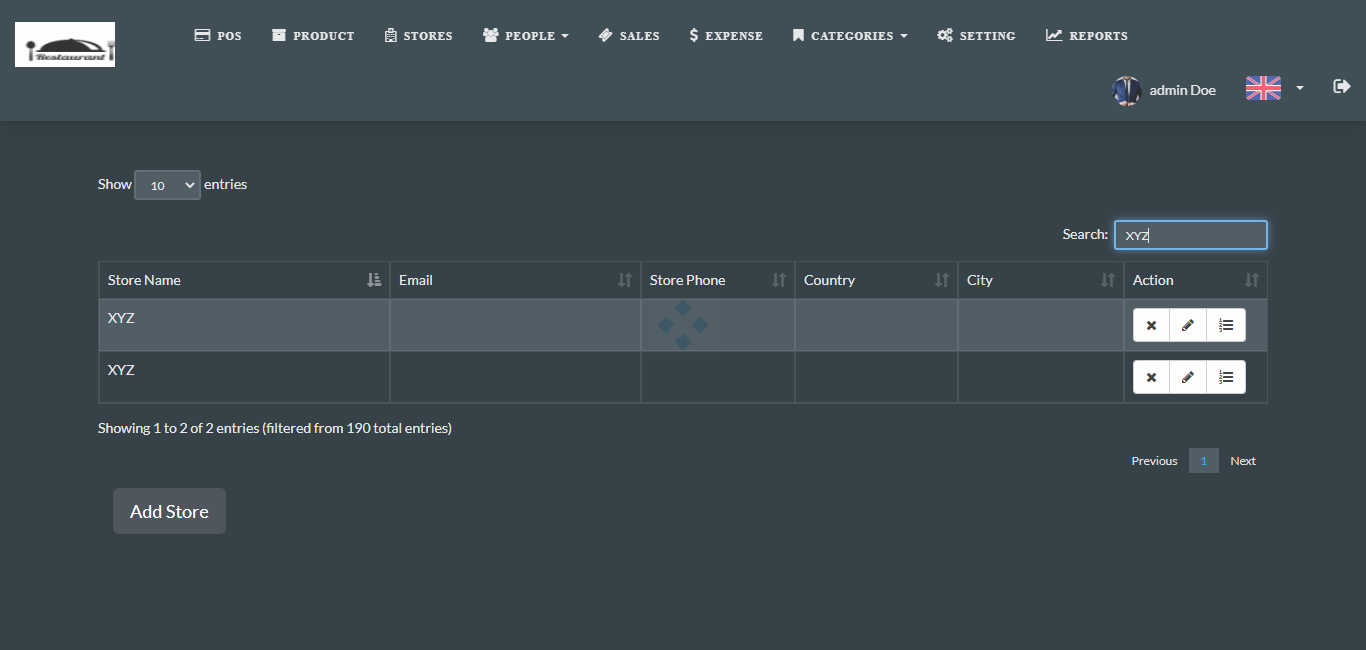 Restaurant
POS PRODUCT STORES PEOPLE SALES EXPENSE CATEGORIES SETTING REPORTS
admin Doe
Show 10 entries
Search: XYZ
Store Name Email Store Phone Country City Action
XYZ
XYZ
Showing 1 to 2 of 2 entries (filtered from 190 total entries)
Previous 1 Next
Add Store